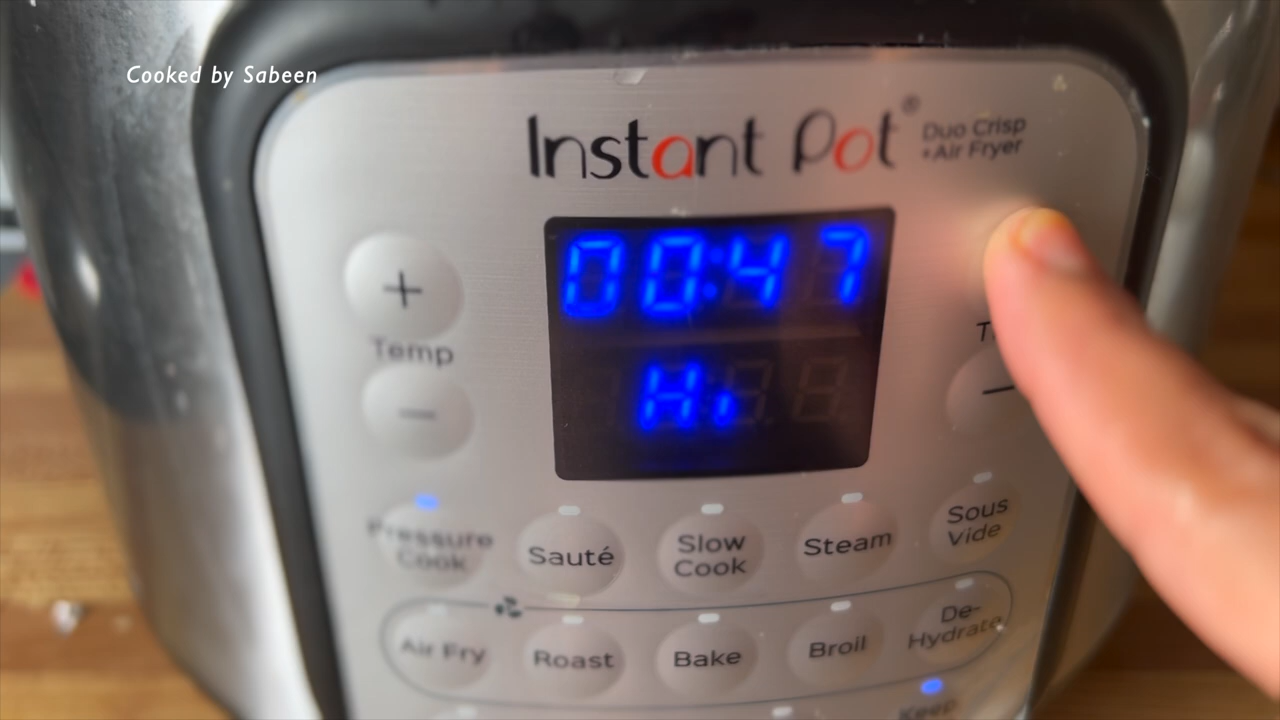 Cooked by Sabeen
Instant Pot®
Duo Crisp
+Air Fryer
00:47
+
Temp
Hi
−
−
Pressure
Cook
Sauté
Slow
Cook
Steam
Sous
Vide
Air Fry
Roast
Bake
Broil
De-
Hydrate
Keep